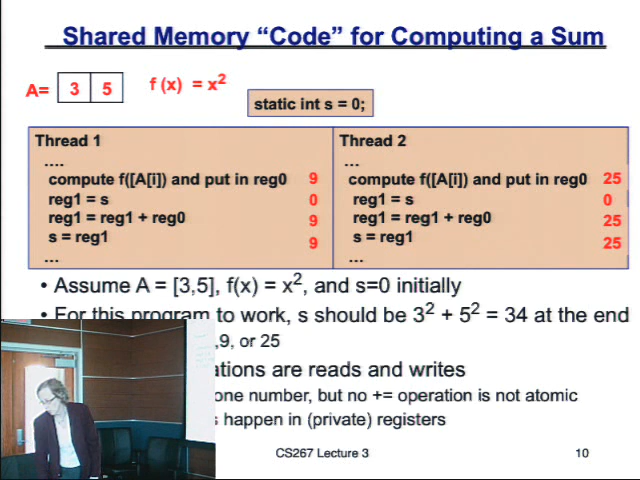 Shared Memory “Code” for Computing a Sum
A= 3 5 f (x) = x²
static int s = 0;
Thread 1
....
compute f([A[i]) and put in reg0 9
reg1 = s 0
reg1 = reg1 + reg0 9
s = reg1 9
...
Thread 2
...
compute f([A[i]) and put in reg0 25
reg1 = s 0
reg1 = reg1 + reg0 25
s = reg1 25
...
• Assume A = [3,5], f(x) = x², and s=0 initially
• For this program to work, s should be 3² + 5² = 34 at the end
,9, or 25
ations are reads and writes
one number, but no += operation is not atomic
s happen in (private) registers
CS267 Lecture 3
10